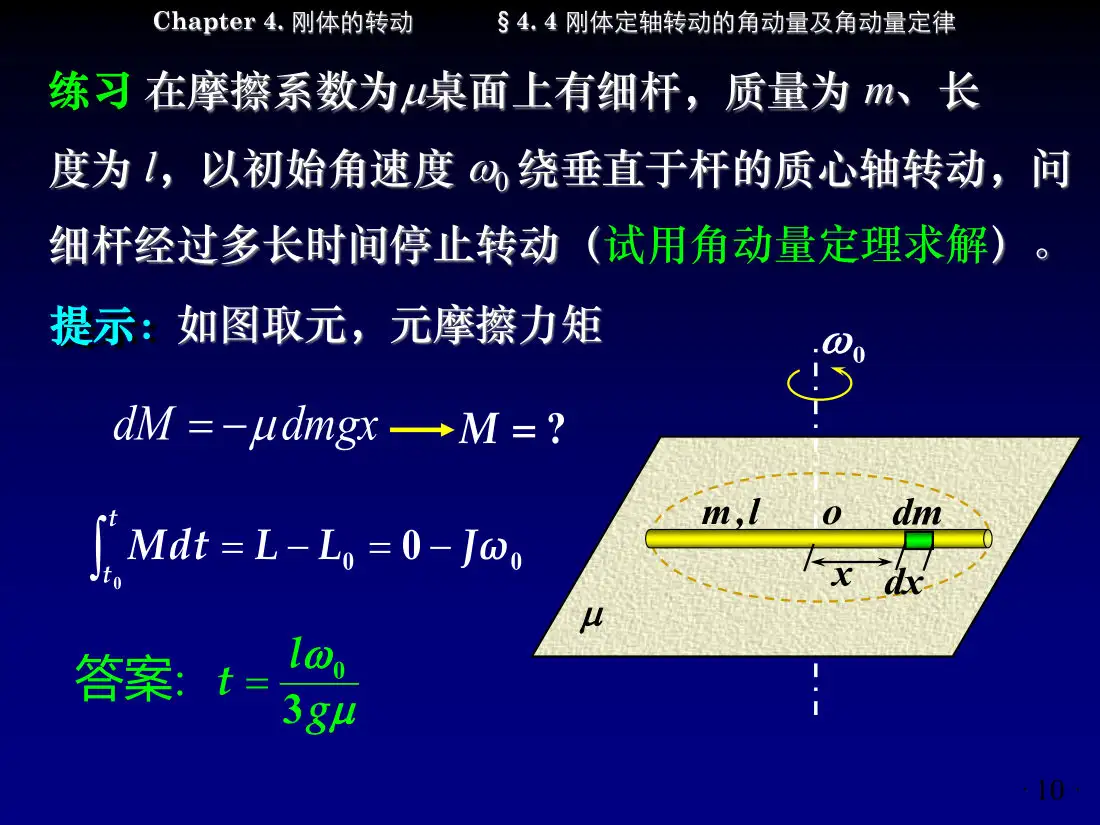 Chapter 4. 刚体的转动 §4.4 刚体定轴转动的角动量及角动量定律
练习 在摩擦系数为μ桌面上有细杆，质量为 m、长
度为 l，以初始角速度 ω₀ 绕垂直于杆的质心轴转动，问
细杆经过多长时间停止转动（试用角动量定理求解）。
提示：如图取元，元摩擦力矩
dM = −μdmgx → M = ?
∫_{t₀}^{t} Mdt = L − L₀ = 0 − Jω₀
答案: t = lω₀ / 3gμ
ω₀
m,l o dm
x dx
μ
10